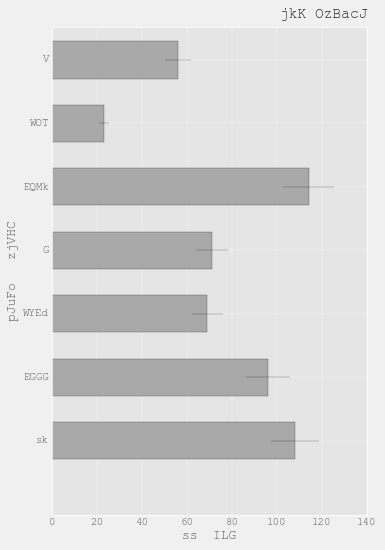 jkK OzBacJ
V
WOT
EQMk
G
WYEd
EGGG
sk
pJuFo  zjVHC
0 20 40 60 80 100 120 140
ss  ILG